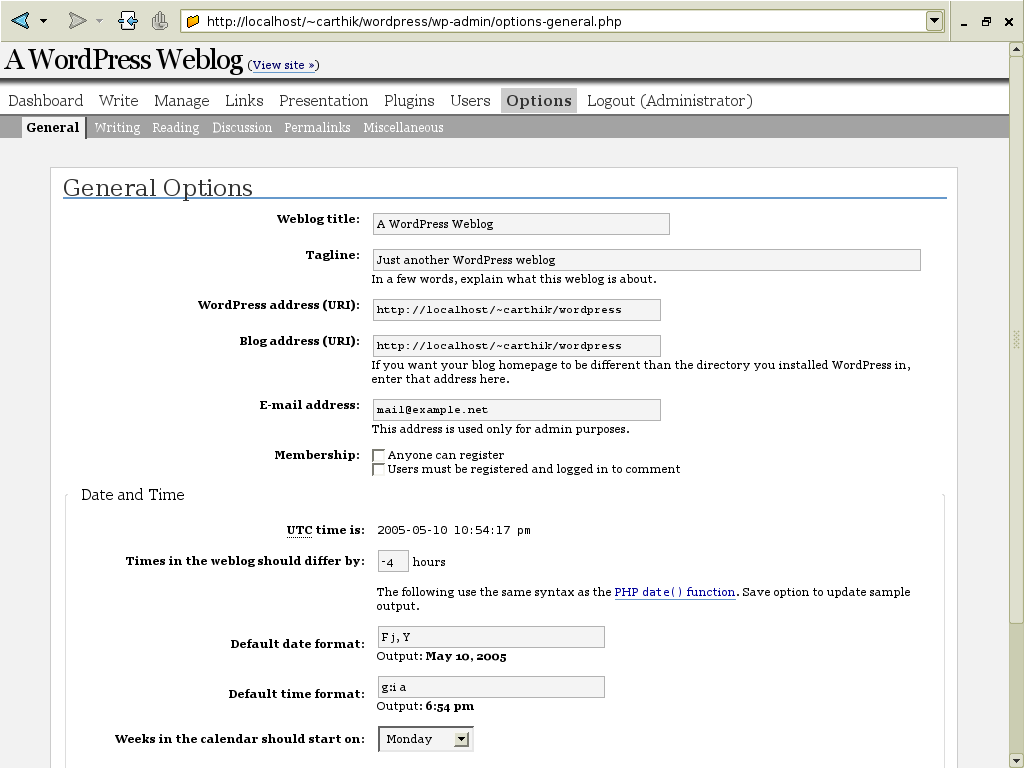 http://localhost/~carthik/wordpress/wp-admin/options-general.php
A WordPress Weblog (View site »)
Dashboard Write Manage Links Presentation Plugins Users Options Logout (Administrator)
General Writing Reading Discussion Permalinks Miscellaneous
General Options
Weblog title: A WordPress Weblog
Tagline: Just another WordPress weblog
In a few words, explain what this weblog is about.
WordPress address (URI): http://localhost/~carthik/wordpress
Blog address (URI): http://localhost/~carthik/wordpress
If you want your blog homepage to be different than the directory you installed WordPress in,
enter that address here.
E-mail address: mail@example.net
This address is used only for admin purposes.
Membership: Anyone can register
Users must be registered and logged in to comment
Date and Time
UTC time is: 2005-05-10 10:54:17 pm
Times in the weblog should differ by: -4 hours
The following use the same syntax as the PHP date() function. Save option to update sample
output.
Default date format: F j, Y
Output: May 10, 2005
Default time format: g:i a
Output: 6:54 pm
Weeks in the calendar should start on: Monday